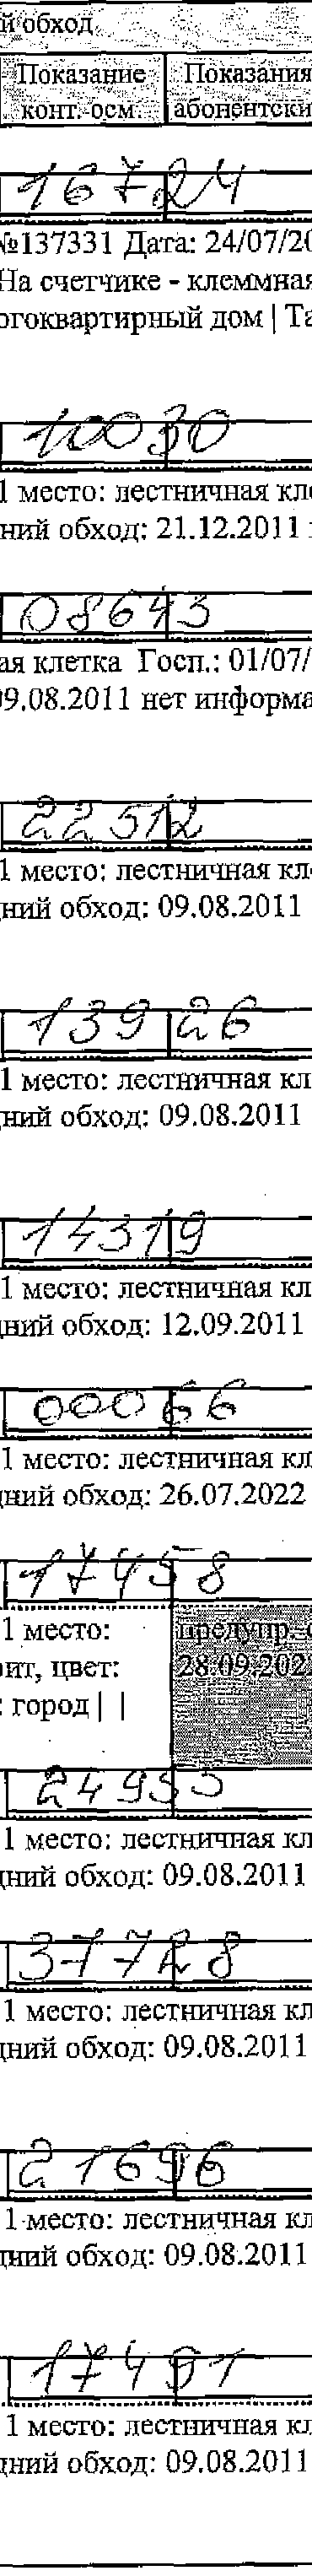 й обход
Показание Показания
конт. осм. абонентски
16724
№137331 Дата: 24/07/20
На счетчике - клеммная
огоквартирный дом | Та
10030
1 место: лестничная кле
ний обход: 21.12.2011
08643
ая клетка Госп.: 01/07/
09.08.2011 нет информа
22512
1 место: лестничная кл
дний обход: 09.08.2011
13926
1 место: лестничная кл
дний обход: 09.08.2011
14319
1 место: лестничная кл
дний обход: 12.09.2011
00066
1 место: лестничная кл
дний обход: 26.07.2022
17458
1 место: предупр.
ит, цвет: 28.09.202
: город | |
24955
1 место: лестничная кл
дний обход: 09.08.2011
37728
1 место: лестничная кл
дний обход: 09.08.2011
21696
1 место: лестничная кл
дний обход: 09.08.2011
17491
1 место: лестничная кл
дний обход: 09.08.2011